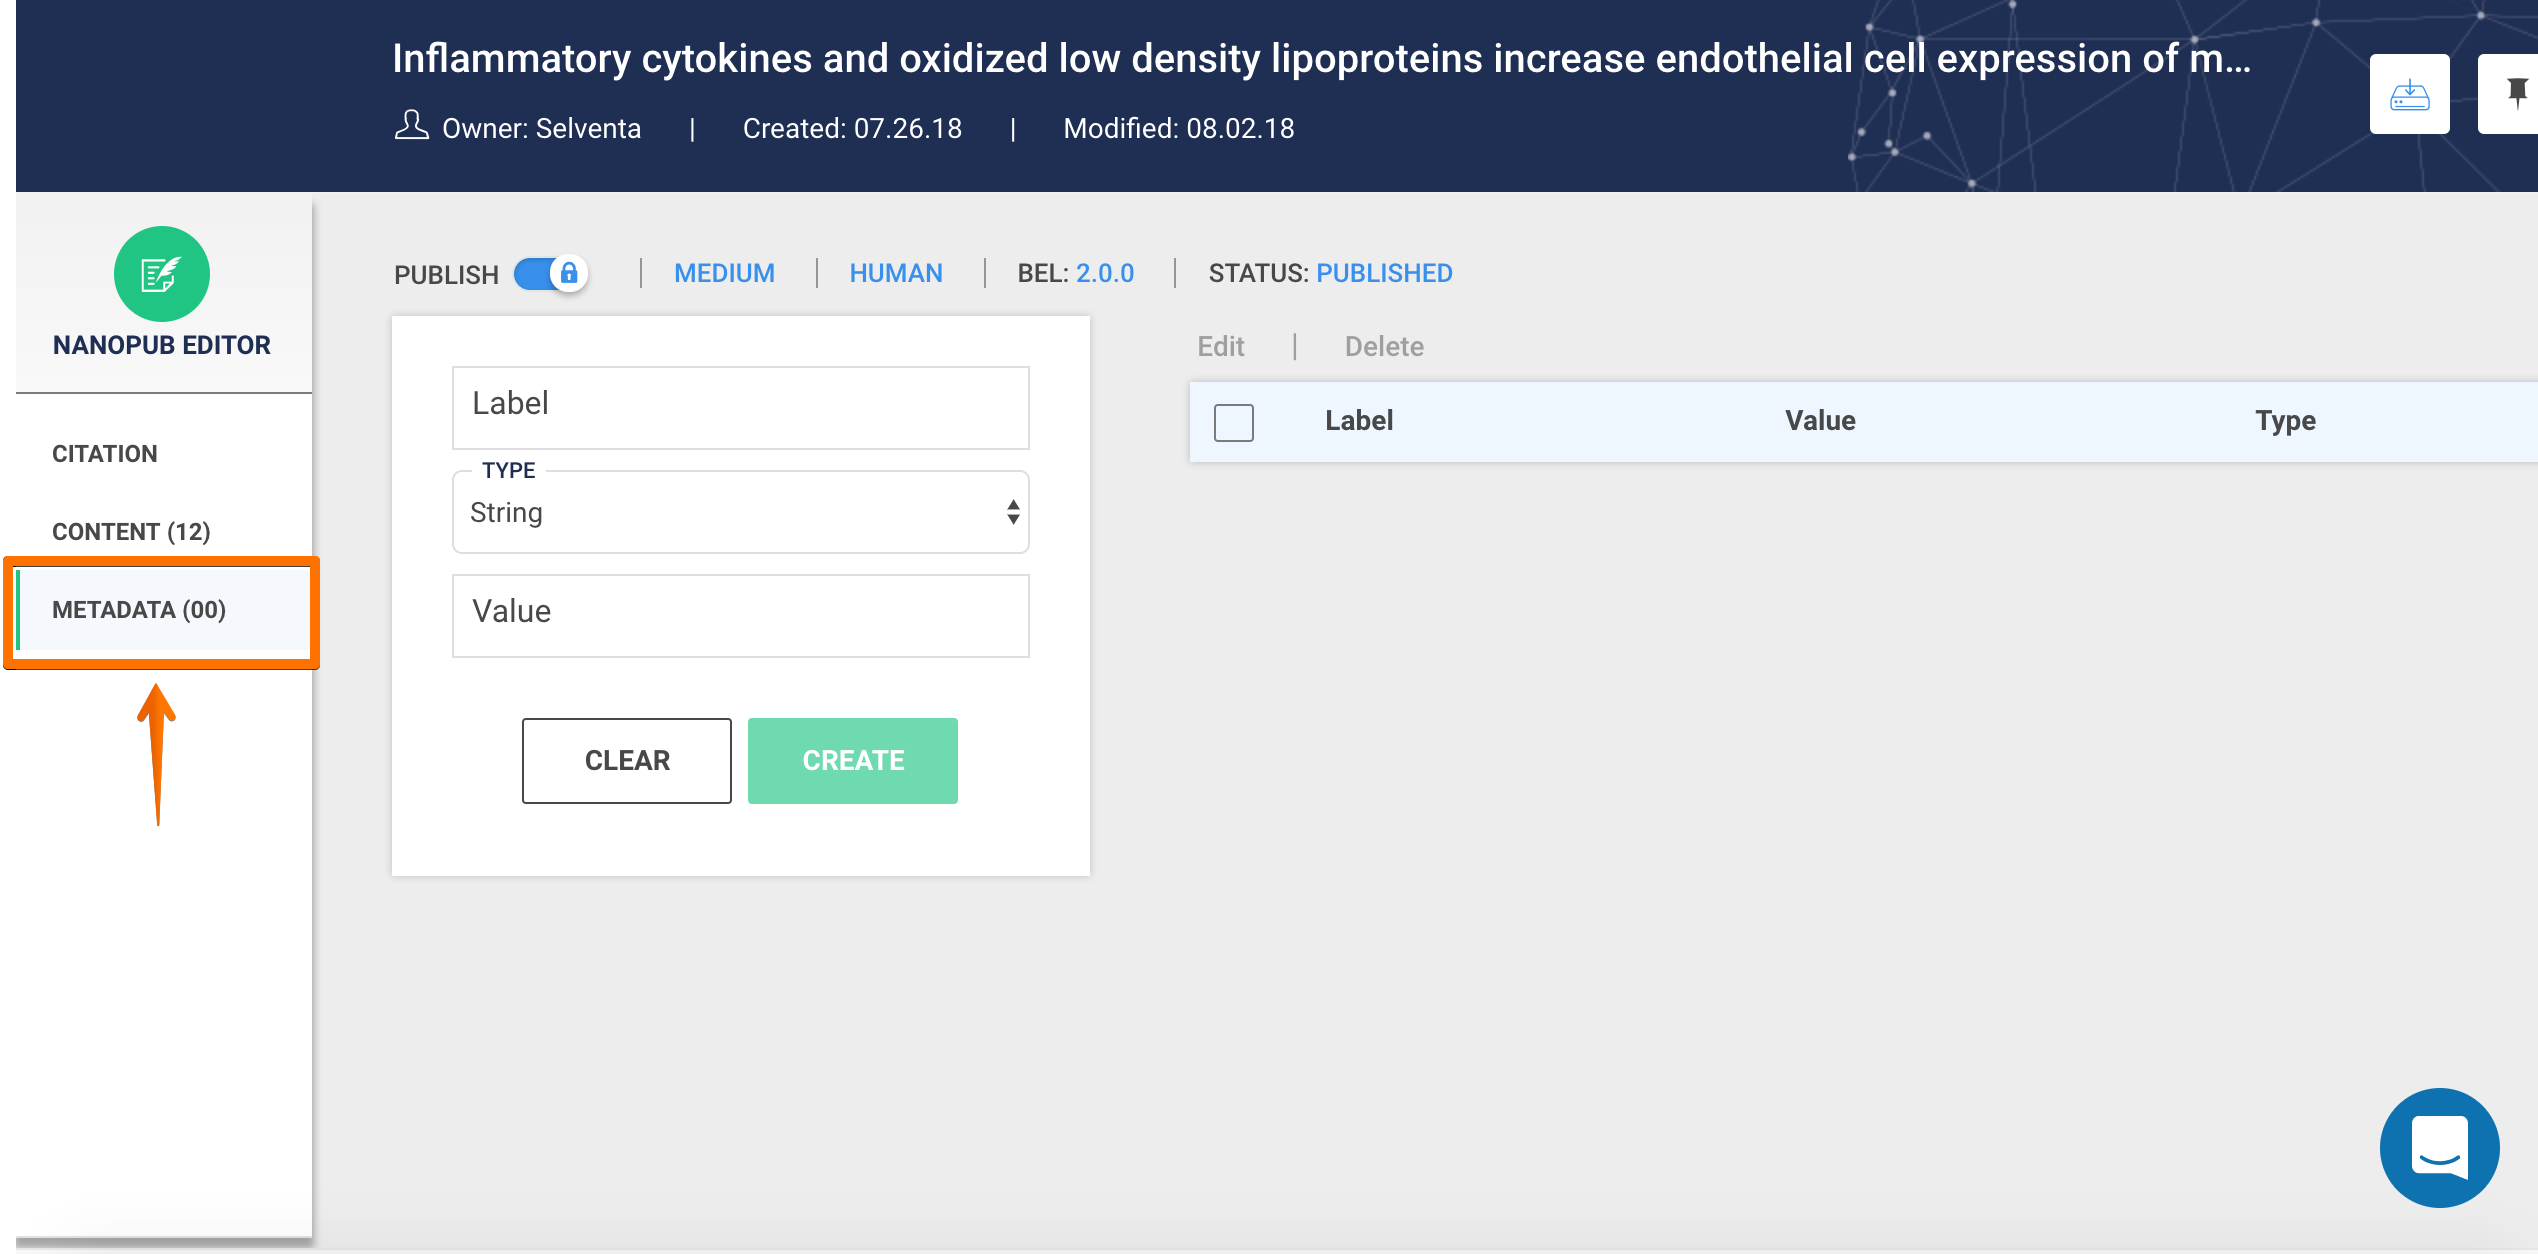 Inflammatory cytokines and oxidized low density lipoproteins increase endothelial cell expression of m...
Owner: Selventa | Created: 07.26.18 | Modified: 08.02.18
NANOPUB EDITOR
CITATION
CONTENT (12)
METADATA (00)
PUBLISH | MEDIUM | HUMAN | BEL: 2.0.0 | STATUS: PUBLISHED
Label
TYPE
String
Value
CLEAR CREATE
Edit | Delete
Label Value Type